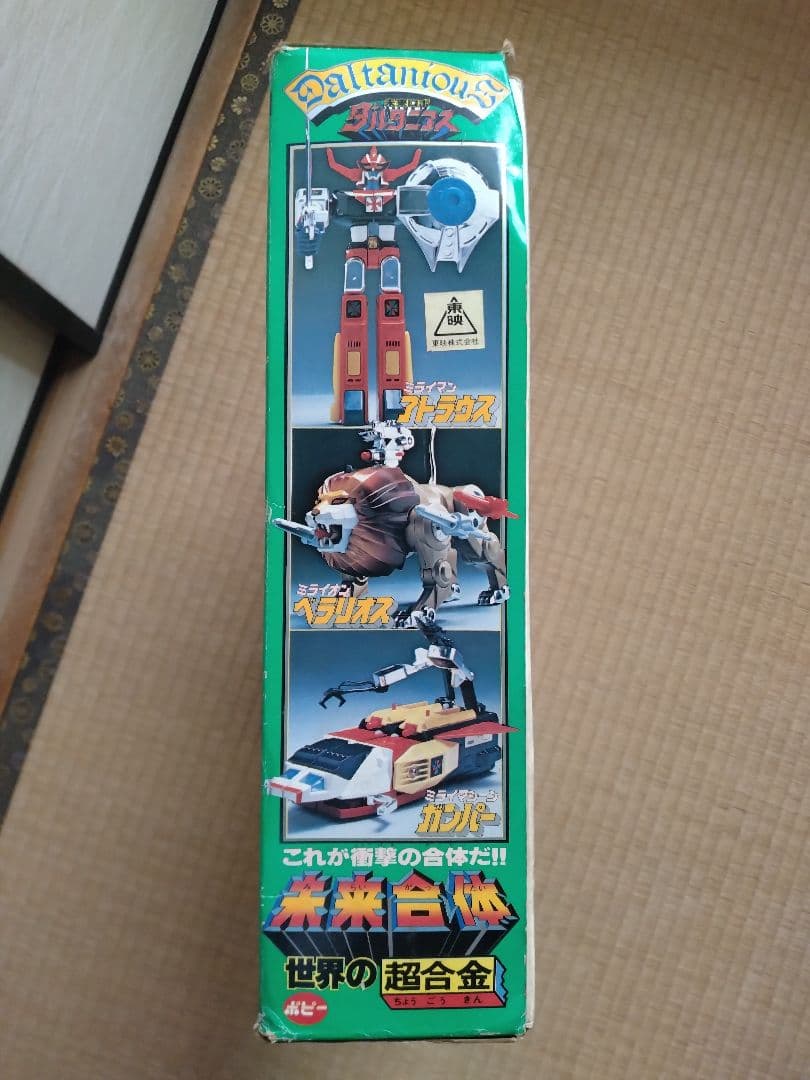 Daltanious
未来ロボ
ダルタニアス
東映
東映株式会社
ミライマン
アトラウス
ミライオン
ベラリオス
ミライマシーン
ガンパー
これが衝撃の合体だ!!
未来合体
世界の超合金
ちょうごうきん
ポピー